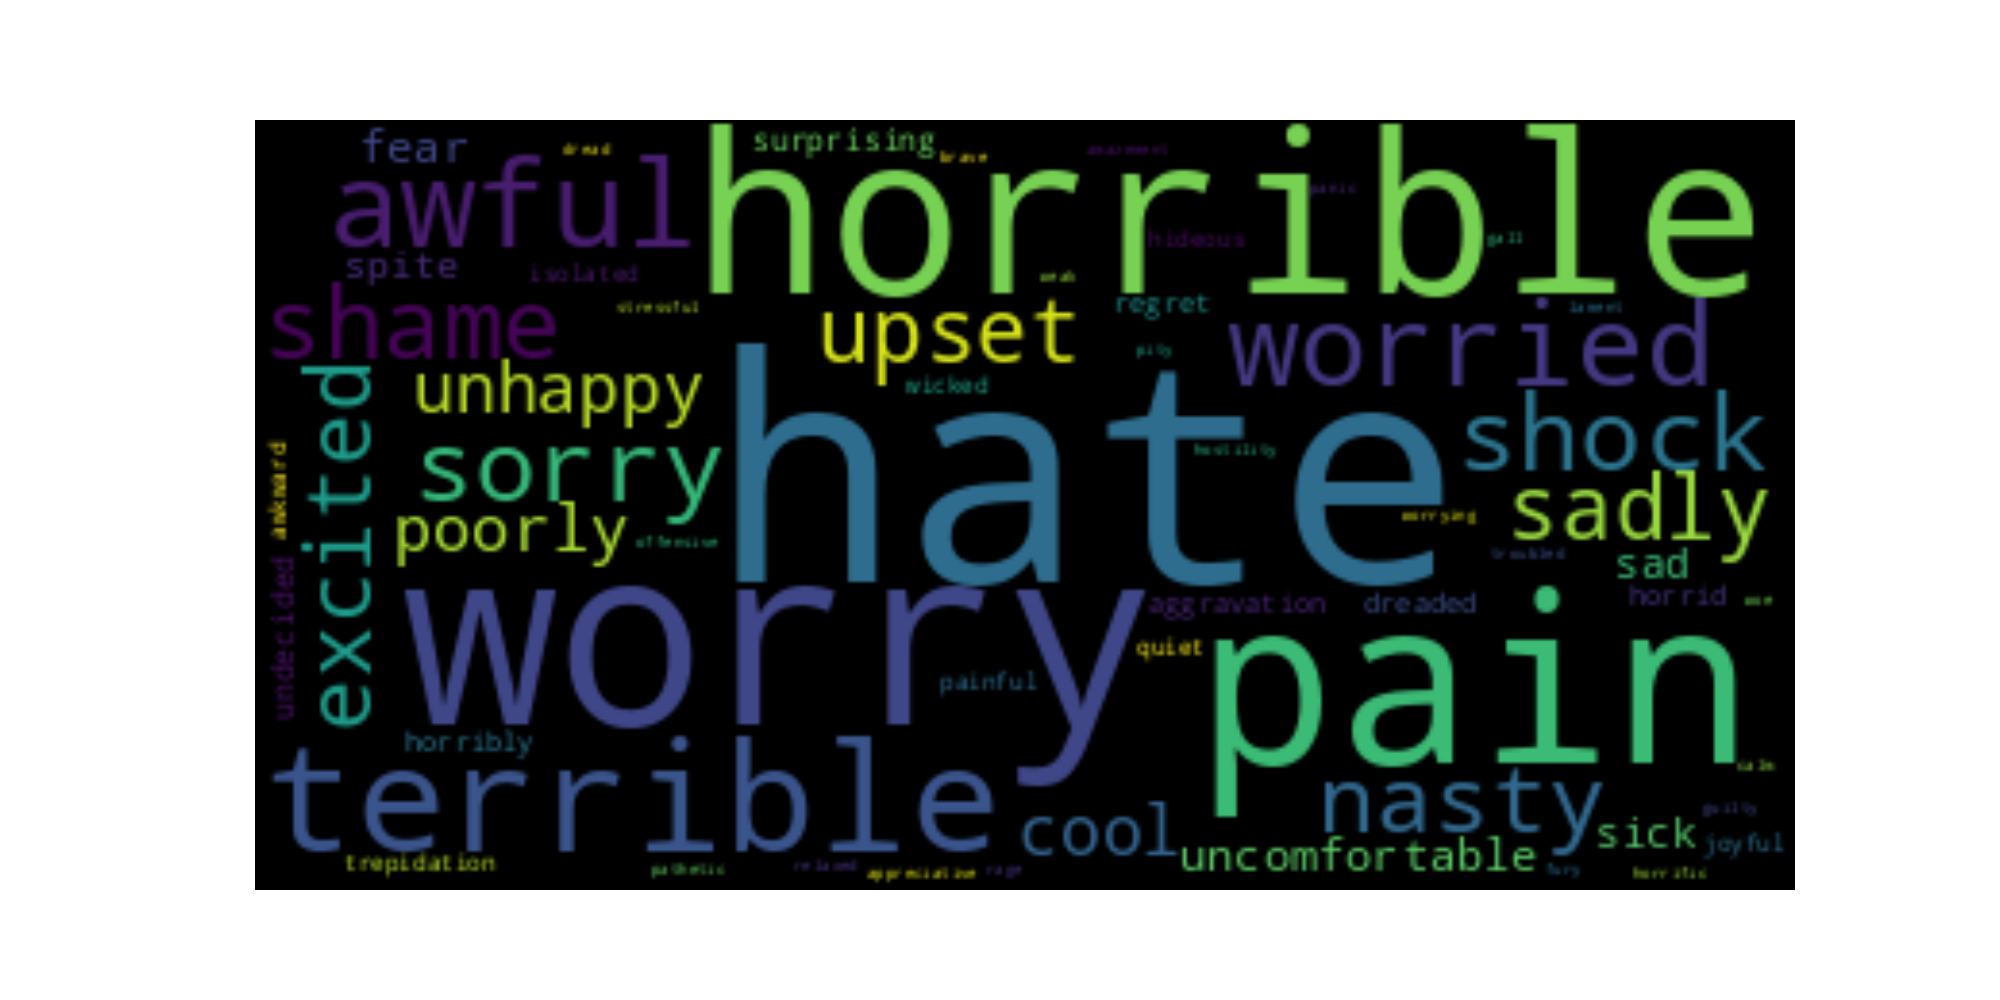 fear
dread
surprising
brave
amazement
horrible
awful
panic
hideous
gall
spite
isolated
weak
shame
stressful
upset
regret
lament
worried
pity
excited
unhappy
wicked
hate
shock
awkward
sorry
hostility
sadly
poorly
offensive
worrying
troubled
sad
undecided
worry
aggravation
dreaded
horrid
quiet
pain
painful
horribly
terrible
calm
nasty
cool
guilty
sick
joyful
uncomfortable
trepidation
pathetic
relaxed
appreciative
rage
fury
horrific